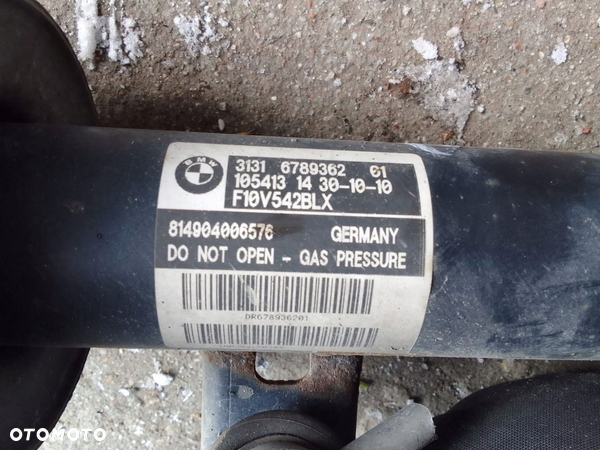 BMW
3131 6789362 01
105413 14 30-10-10
F10V542BLX
814904006576 GERMANY
DO NOT OPEN - GAS PRESSURE
DR678936201
OTOMOTO